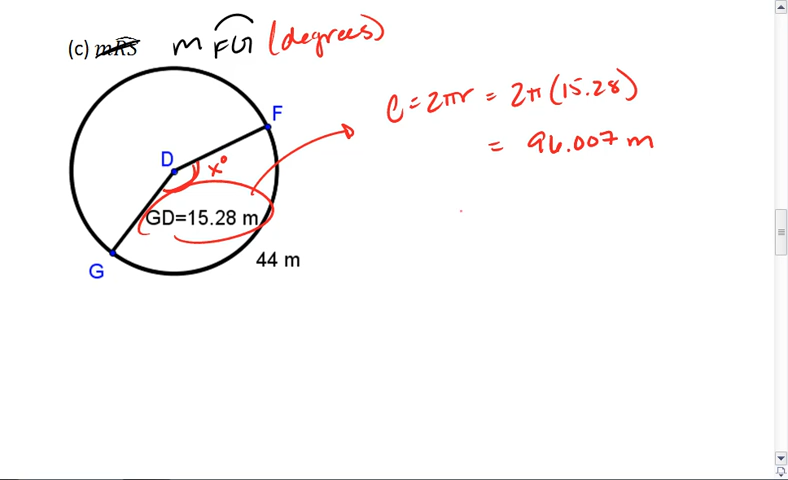 (c) mRS m FG (degrees)
C = 2πr = 2π(15.28)
= 96.007 m
F
D
x°
GD=15.28 m
G
44 m